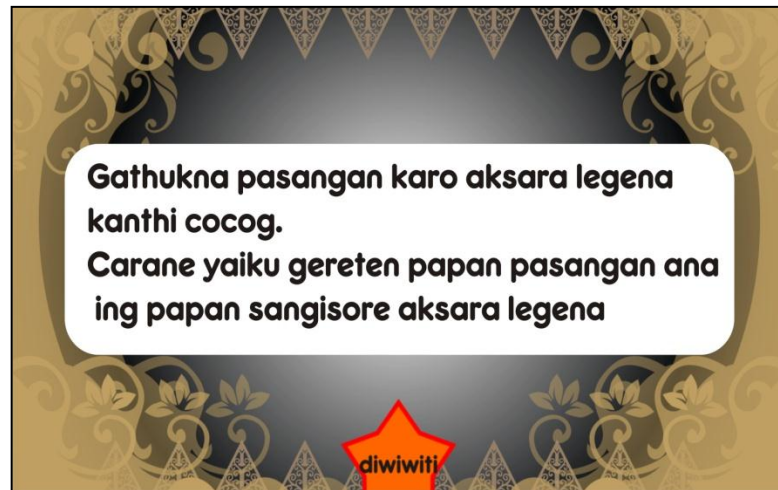 Gathukna pasangan karo aksara legena
kanthi cocog.
Carane yaiku gereten papan pasangan ana
ing papan sangisore aksara legena
diwiwiti